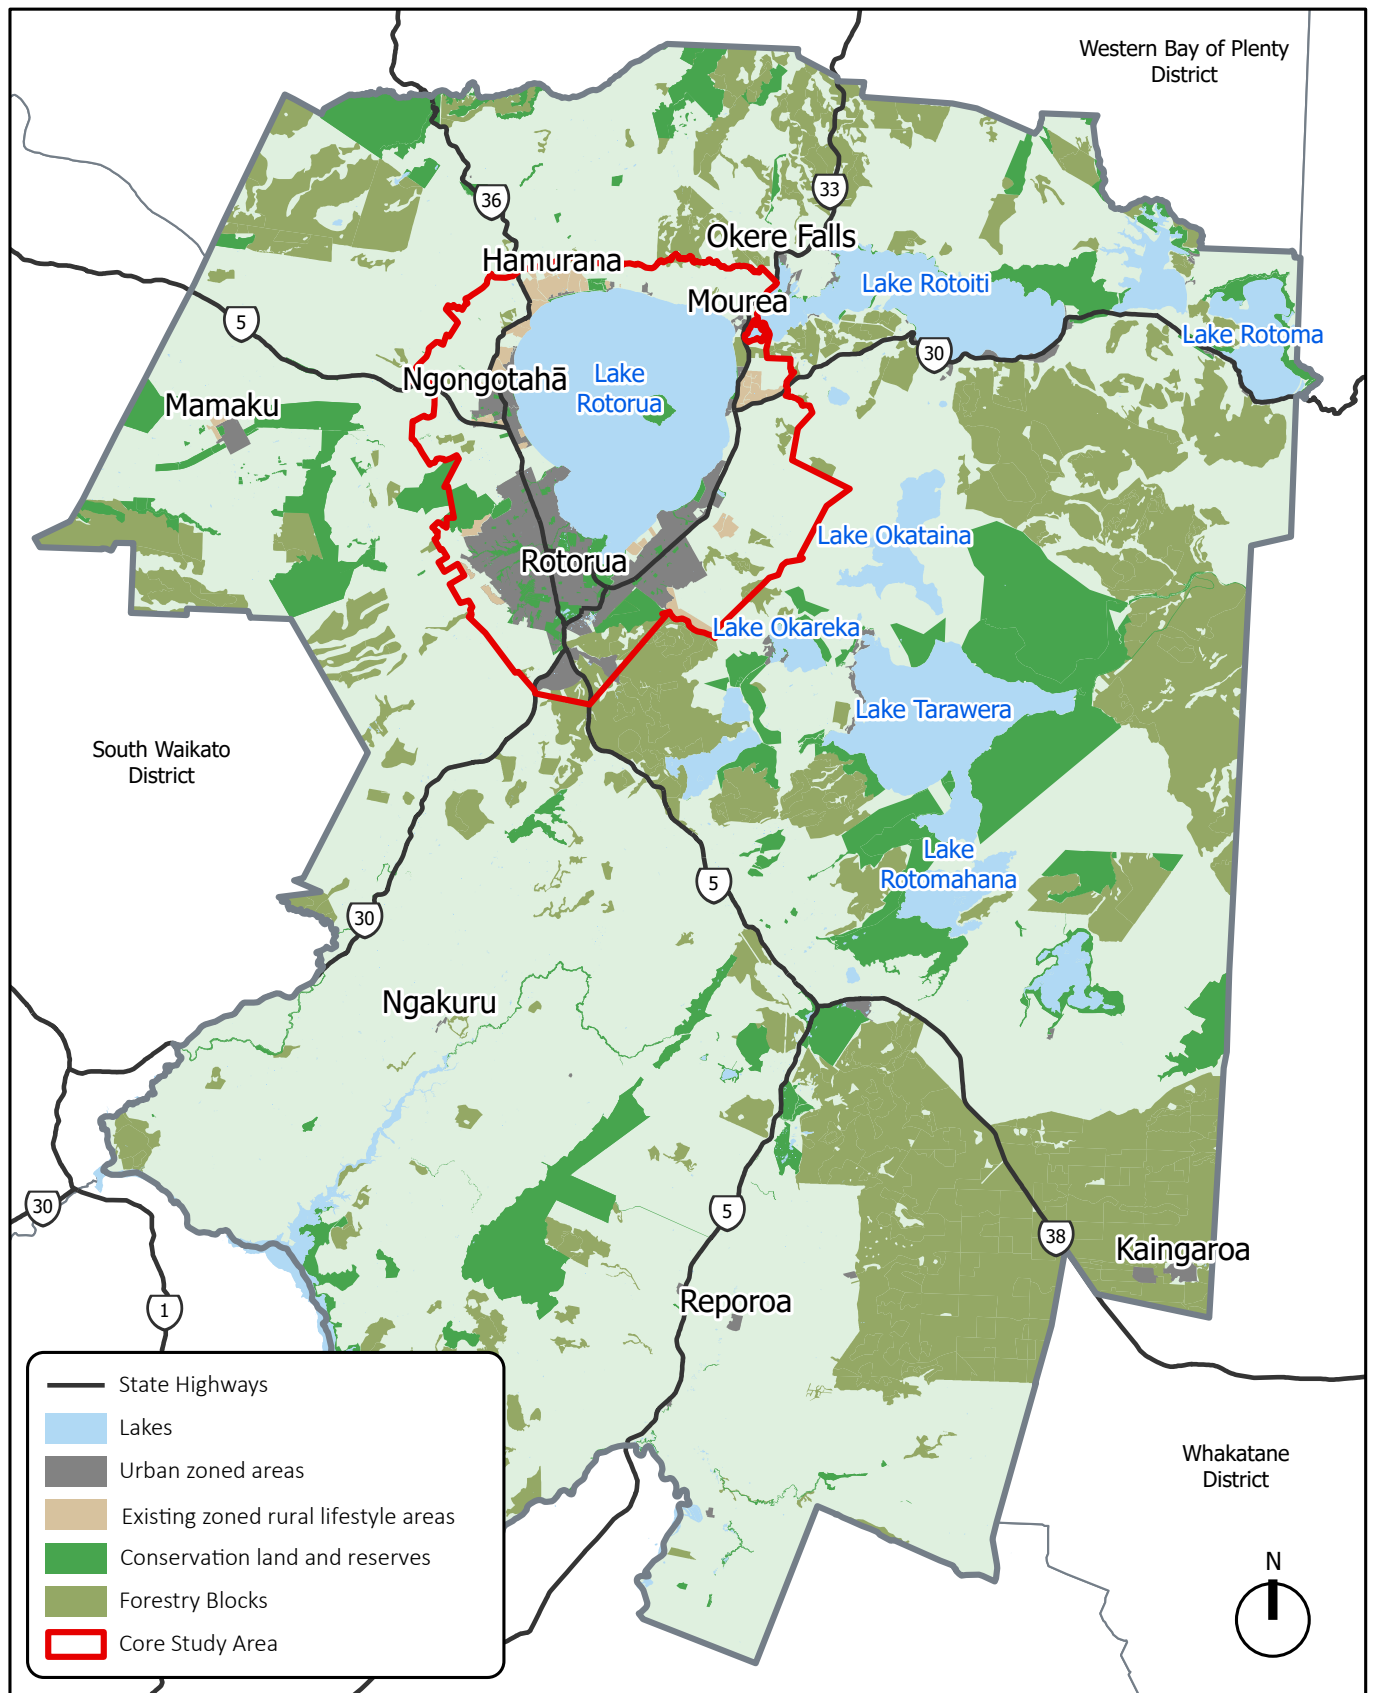 Western Bay of Plenty
District
36
33
Okere Falls
Hamurana
Lake Rotoiti
Mourea
5
Lake Rotoma
30
Ngongotahā
Lake
Rotorua
Mamaku
Lake Okataina
Rotorua
Lake Okareka
Lake Tarawera
South Waikato
District
Lake
Rotomahana
5
30
Ngakuru
30
5
38
Kaingaroa
Reporoa
1
State Highways
Lakes
Urban zoned areas
Existing zoned rural lifestyle areas
Conservation land and reserves
Forestry Blocks
Core Study Area
Whakatane
District
N